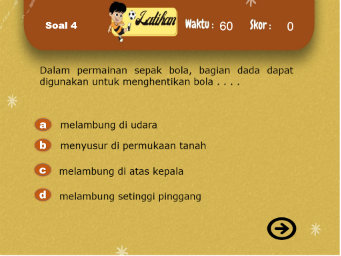 Soal 4 Latihan Waktu : 60 Skor : 0
Dalam permainan sepak bola, bagian dada dapat
digunakan untuk menghentikan bola . . . .
a melambung di udara
b menyusur di permukaan tanah
c melambung di atas kepala
d melambung setinggi pinggang